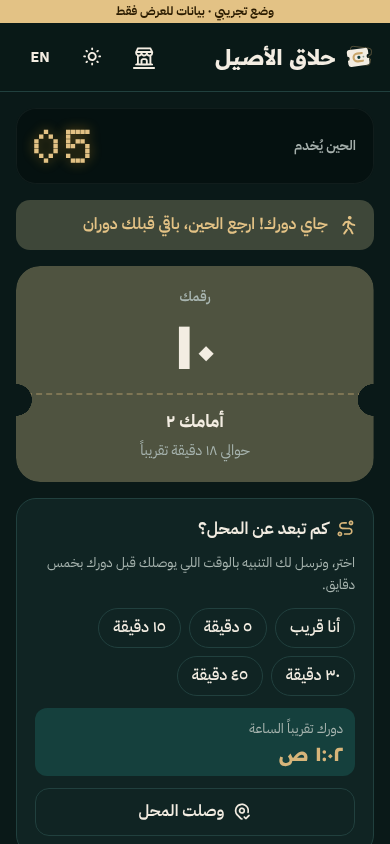 وضع تجريبي · بيانات للعرض فقط
حلاق الأصيل
EN
الحين يُخدم
05
جاي دورك! ارجع الحين، باقي قبلك دوران
رقمك
١٠
أمامك ٢
حوالي ١٨ دقيقة تقريباً
كم تبعد عن المحل؟
اختر، ونرسل لك التنبيه بالوقت اللي يوصلك قبل دورك بخمس
دقايق.
أنا قريب
٥ دقيقة
١٥ دقيقة
٣٠ دقيقة
٤٥ دقيقة
دورك تقريباً الساعة
١:٠٢ ص
وصلت المحل